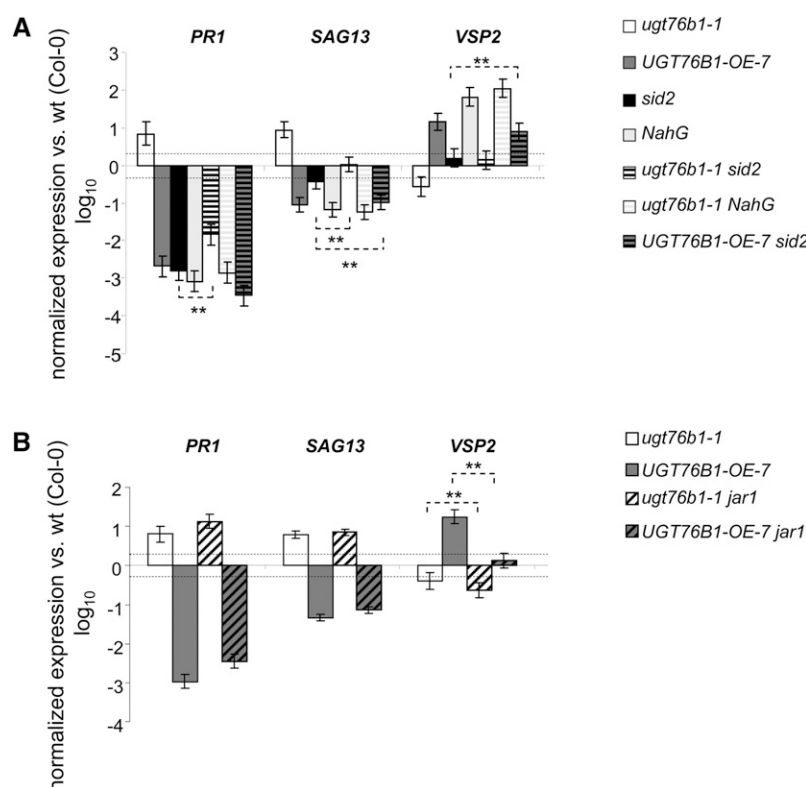 A
PR1 SAG13 VSP2
3
2
1
0
-1
-2
-3
-4
-5
normalized expression vs. wt (Col-0)
log10
**
**
**
**
ugt76b1-1
UGT76B1-OE-7
sid2
NahG
ugt76b1-1 sid2
ugt76b1-1 NahG
UGT76B1-OE-7 sid2
B
PR1 SAG13 VSP2
2
1
0
-1
-2
-3
-4
normalized expression vs. wt (Col-0)
log10
**
**
ugt76b1-1
UGT76B1-OE-7
ugt76b1-1 jar1
UGT76B1-OE-7 jar1